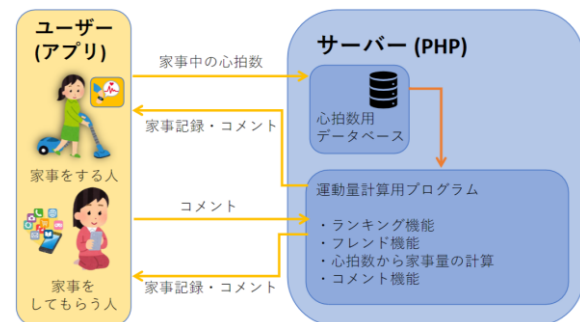 ユーザー
(アプリ)
家事をする人
家事を
してもらう人
家事中の心拍数
家事記録・コメント
コメント
家事記録・コメント
サーバー (PHP)
心拍数用
データベース
運動量計算用プログラム
・ランキング機能
・フレンド機能
・心拍数から家事量の計算
・コメント機能